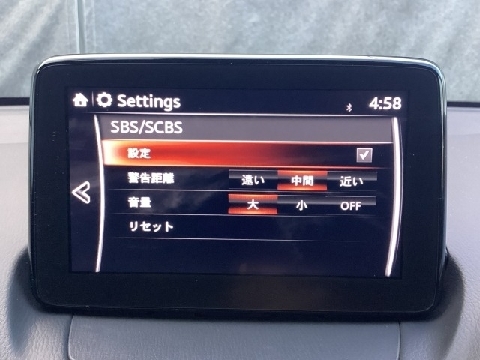 Settings 4:58
SBS/SCBS
設定
警告距離 遠い 中間 近い
音量 大 小 OFF
リセット